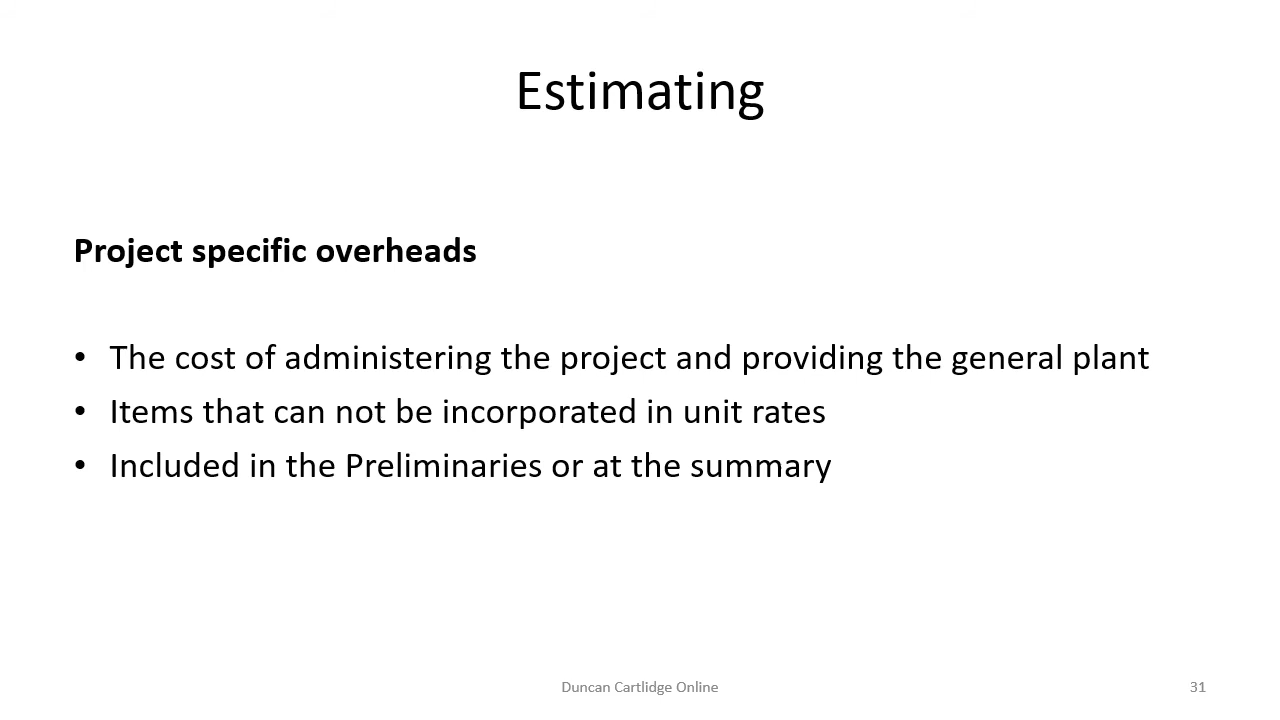 Estimating
Project specific overheads
• The cost of administering the project and providing the general plant
• Items that can not be incorporated in unit rates
• Included in the Preliminaries or at the summary
Duncan Cartlidge Online
31